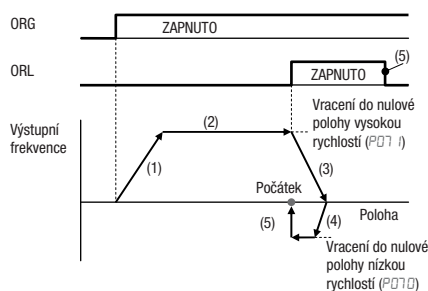 ORG
ZAPNUTO
ORL
ZAPNUTO
(5)
Výstupní
frekvence
(2)
Vracení do nulové
polohy vysokou
rychlostí (P071)
(1)
(3)
Počátek
Poloha
(5)
(4)
Vracení do nulové
polohy nízkou
rychlostí (P070)